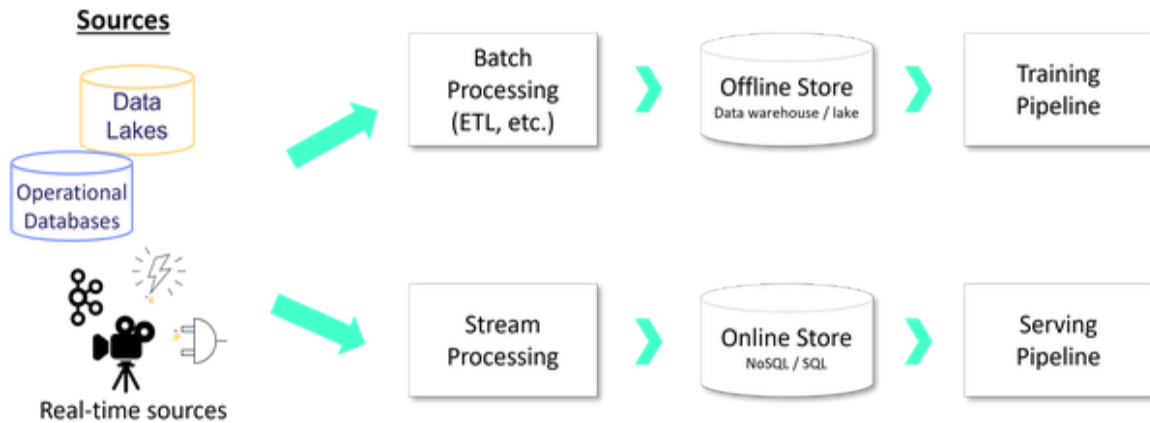 Sources
Data
Lakes
Operational
Databases
Real-time sources
Batch
Processing
(ETL, etc.)
Offline Store
Data warehouse / lake
Training
Pipeline
Stream
Processing
Online Store
NoSQL / SQL
Serving
Pipeline